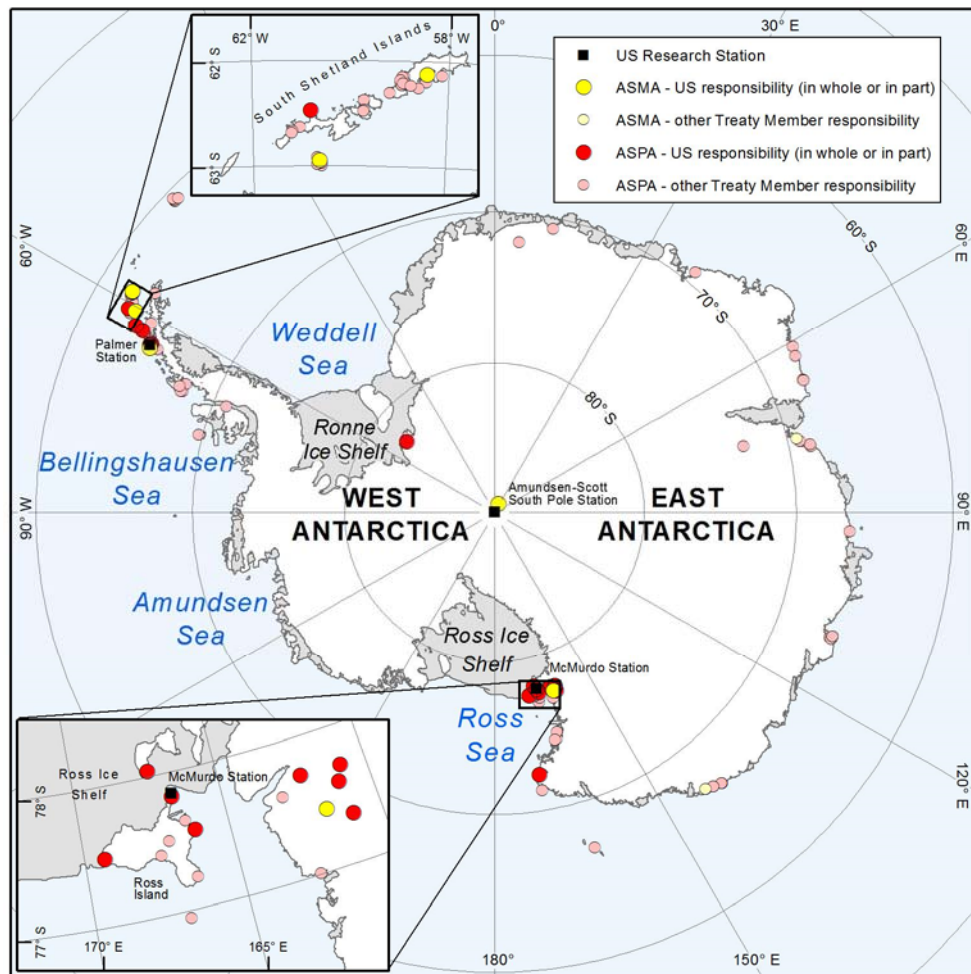 62° W
58° W
62° S
63° S
South Shetland Islands
0°
30° E
US Research Station
ASMA - US responsibility (in whole or in part)
ASMA - other Treaty Member responsibility
ASPA - US responsibility (in whole or in part)
ASPA - other Treaty Member responsibility
60° W
60° S
60° E
70° S
80° S
Palmer
Station
Weddell
Sea
Ronne
Ice Shelf
Bellingshausen
Sea
Amundsen-Scott
South Pole Station
WEST
ANTARCTICA
EAST
ANTARCTICA
90° W
90° E
Amundsen
Sea
Ross Ice
Shelf
McMurdo Station
Ross
Sea
120° E
150° E
180°
Ross Ice
Shelf
McMurdo Station
78° S
Ross
Island
77° S
170° E
165° E